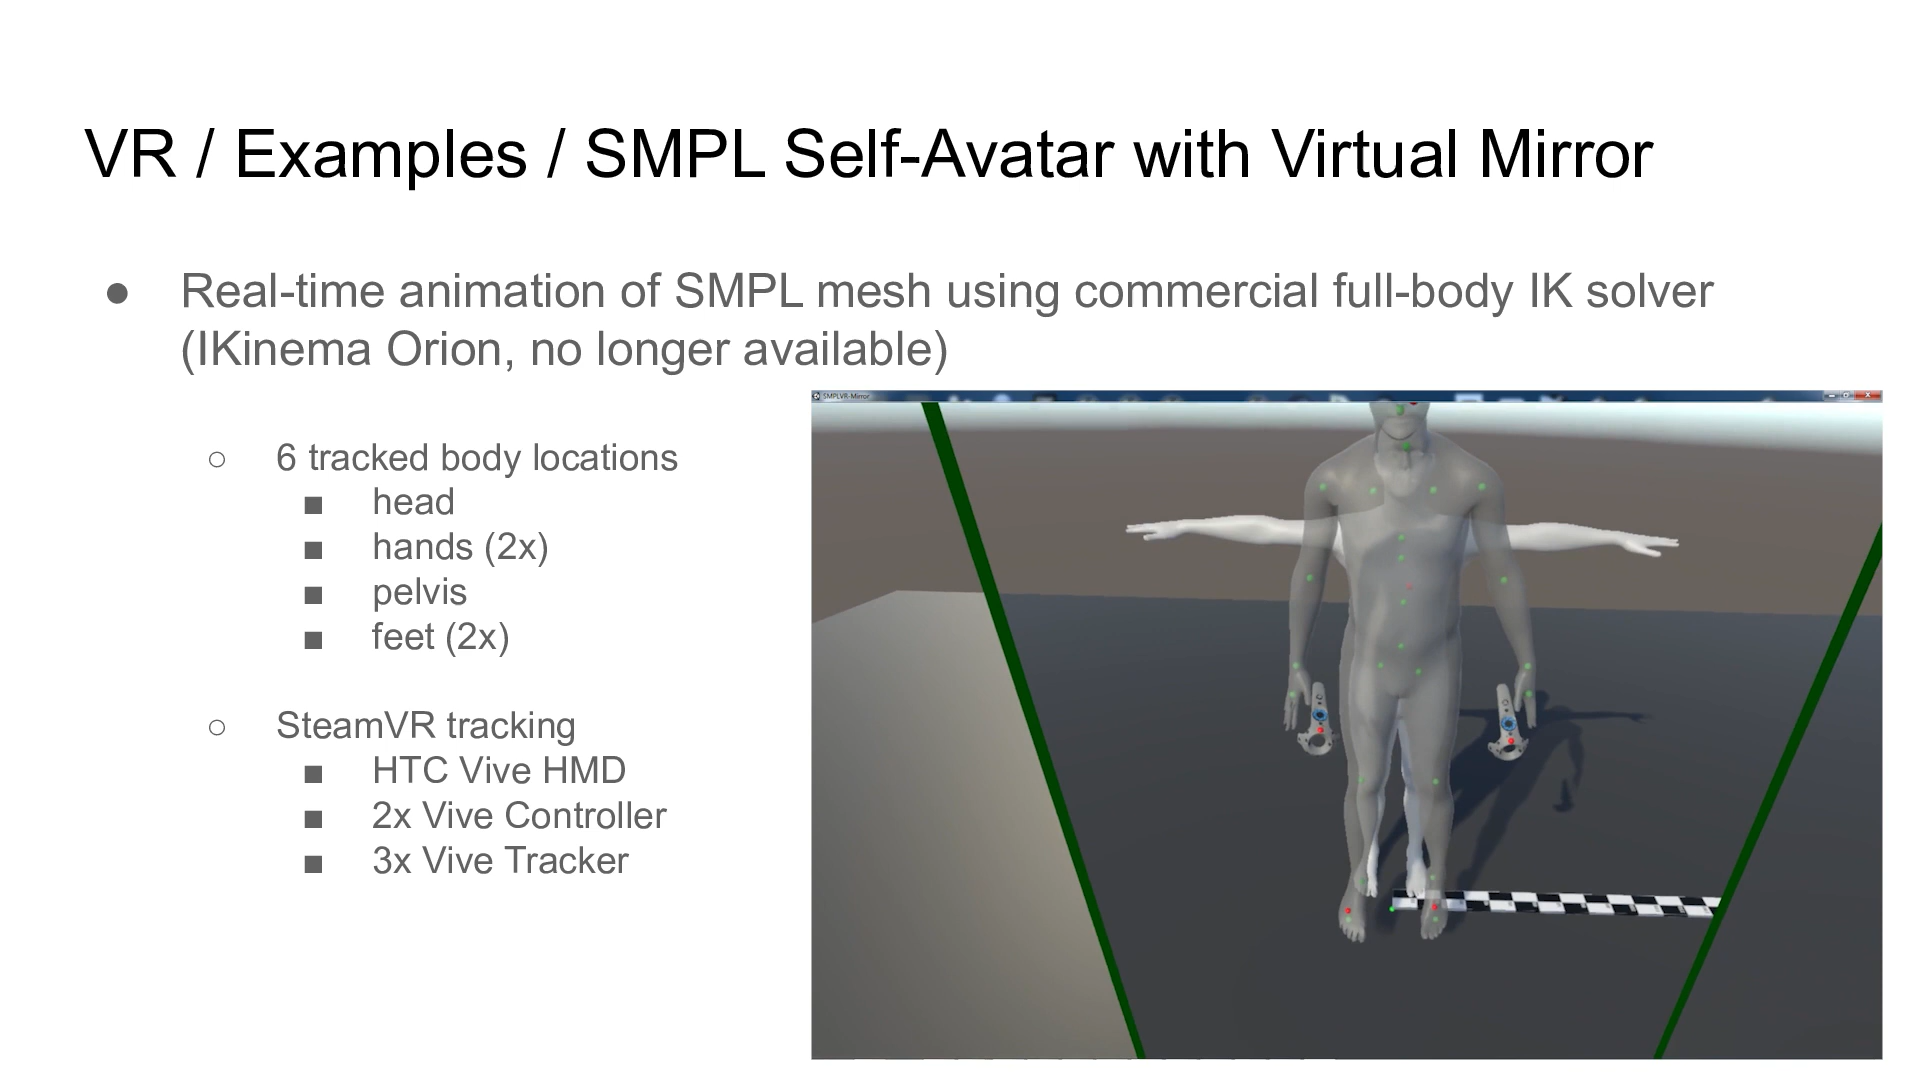 VR / Examples / SMPL Self-Avatar with Virtual Mirror
● Real-time animation of SMPL mesh using commercial full-body IK solver
(IKinema Orion, no longer available)
○ 6 tracked body locations
■ head
■ hands (2x)
■ pelvis
■ feet (2x)
○ SteamVR tracking
■ HTC Vive HMD
■ 2x Vive Controller
■ 3x Vive Tracker
SMPLVR-Mirror